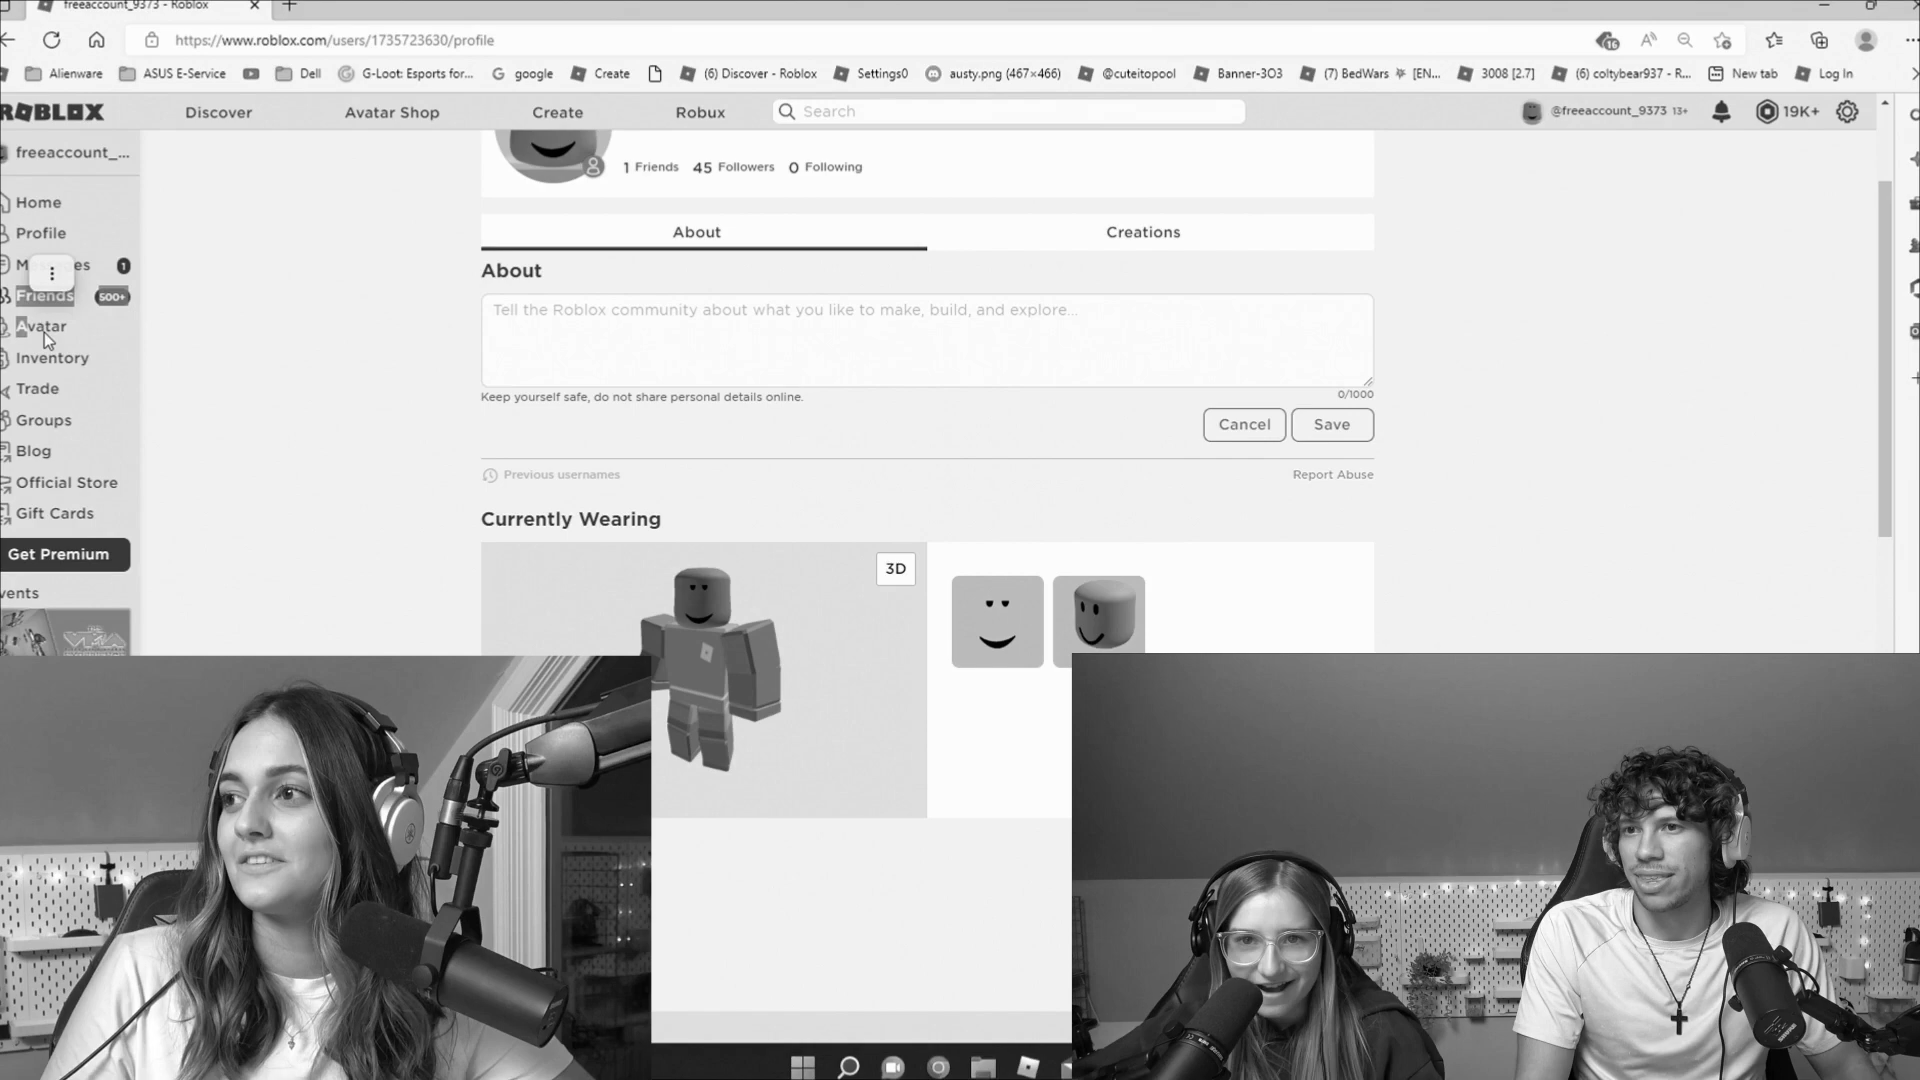 freeaccount_9373 - Roblox
https://www.roblox.com/users/1735723630/profile
16
Alienware
ASUS E-Service
Dell
G-Loot: Esports for...
google
Create
(6) Discover - Roblox
Settings0
austy.png (467×466)
@cuteitopool
Banner-3O3
(7) BedWars
[EN...
3008 [2.7]
(6) coltybear937 - R...
New tab
Log In
ROBLOX
Discover
Avatar Shop
Create
Robux
Search
@freeaccount_9373 13+
19K+
freeaccount_...
Home
Profile
Messages 1
Friends 500+
Avatar
Inventory
Trade
Groups
Blog
Official Store
Gift Cards
Get Premium
vents
1 Friends 45 Followers 0 Following
About
Creations
About
Tell the Roblox community about what you like to make, build, and explore...
Keep yourself safe, do not share personal details online.
0/1000
Cancel
Save
Previous usernames
Report Abuse
Currently Wearing
3D